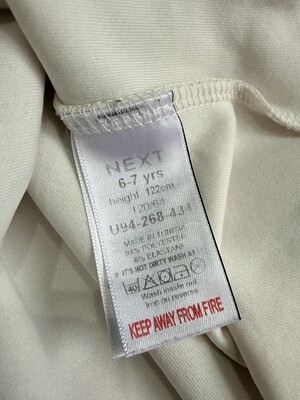 NEXT
6-7 yrs
height 122cm
120/64
U94-268-434
MADE IN TURKEY
94% POLYESTER
6% ELASTANE
IF IT'S NOT DIRTY WASH AT
40
Wash inside out
Iron on reverse
KEEP AWAY FROM FIRE